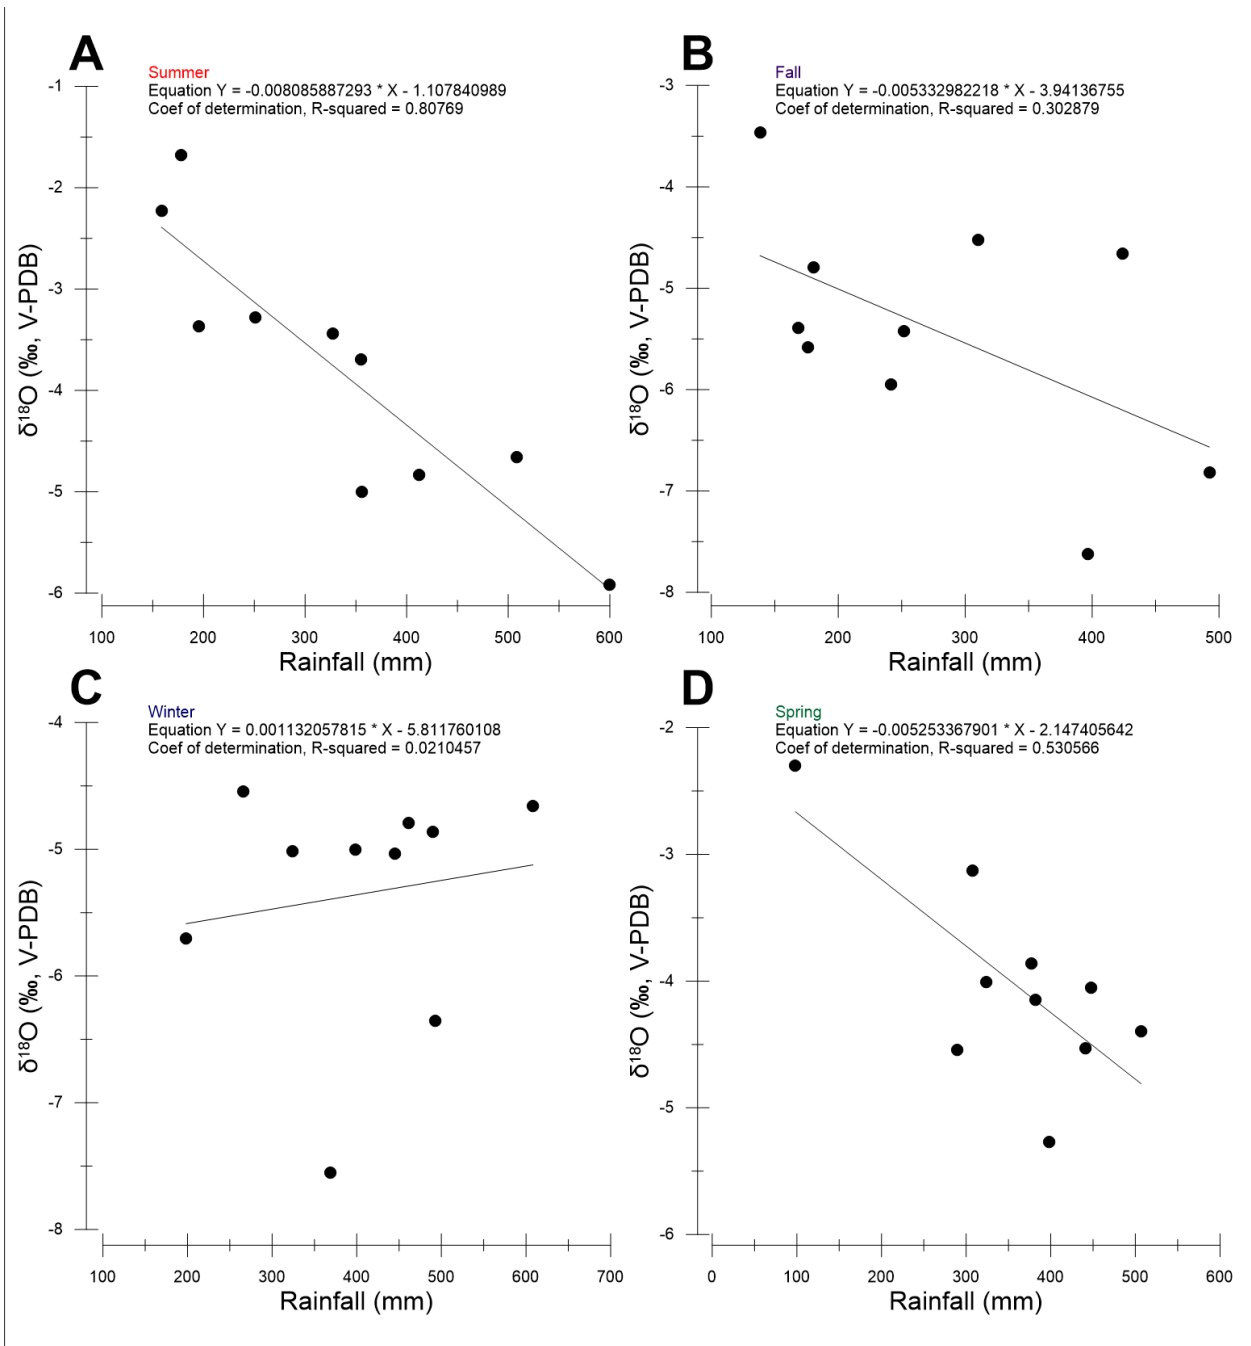 A
Summer
Equation Y = -0.008085887293 * X - 1.107840989
Coef of determination, R-squared = 0.80769
-1
-2
-3
-4
-5
-6
δ¹⁸O (‰, V-PDB)
100 200 300 400 500 600
Rainfall (mm)
B
Fall
Equation Y = -0.005332982218 * X - 3.94136755
Coef of determination, R-squared = 0.302879
-3
-4
-5
-6
-7
-8
δ¹⁸O (‰, V-PDB)
100 200 300 400 500
Rainfall (mm)
C
Winter
Equation Y = 0.001132057815 * X - 5.811760108
Coef of determination, R-squared = 0.0210457
-4
-5
-6
-7
-8
δ¹⁸O (‰, V-PDB)
100 200 300 400 500 600 700
Rainfall (mm)
D
Spring
Equation Y = -0.005253367901 * X - 2.147405642
Coef of determination, R-squared = 0.530566
-2
-3
-4
-5
-6
δ¹⁸O (‰, V-PDB)
0 100 200 300 400 500 600
Rainfall (mm)